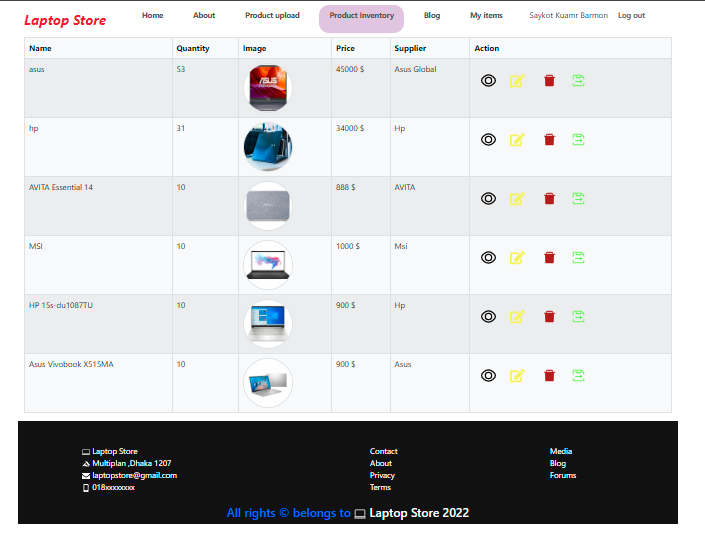 Laptop Store Home About Product upload Product Inventory Blog My items Saykot Kuamr Barmon Log out
Name Quantity Image Price Supplier Action
asus 53 45000 $ Asus Global
hp 31 34000 $ Hp
AVITA Essential 14 10 888 $ AVITA
MSI 10 1000 $ Msi
HP 15s-du1087TU 10 900 $ Hp
Asus Vivobook X515MA 10 900 $ Asus
Laptop Store Contact Media
Multiplan ,Dhaka 1207 About Blog
laptopstore@gmail.com Privacy Forums
018xxxxxxxx Terms
All rights © belongs to Laptop Store 2022